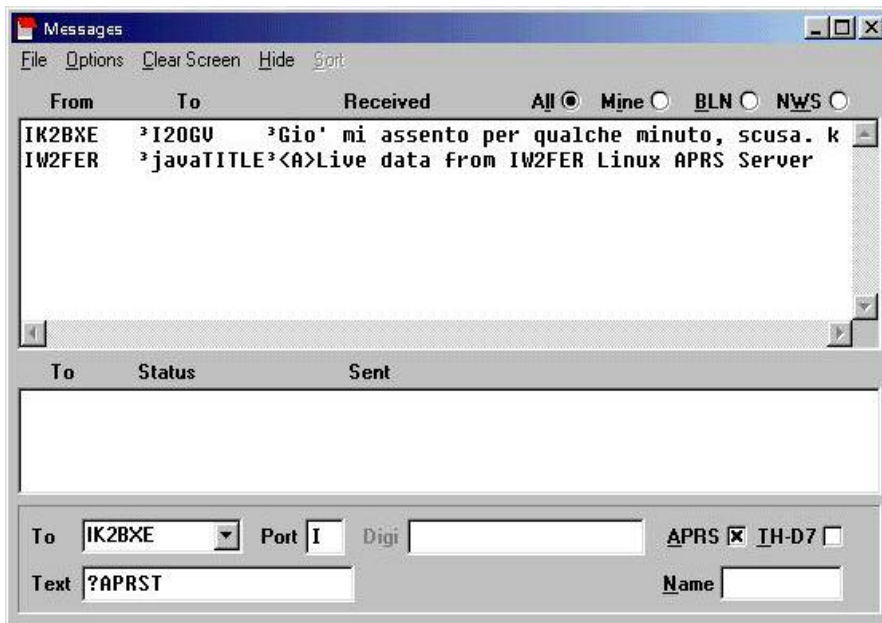 Messages
File Options Clear Screen Hide Sort
From To Received All Mine BLN NWS
IK2BXE ³I2OGV ³Gio' mi assento per qualche minuto, scusa. k
IW2FER ³javaTITLE³<A>Live data from IW2FER Linux APRS Server
To Status Sent
To IK2BXE Port I Digi APRS TH-D7
Text ?APRST Name